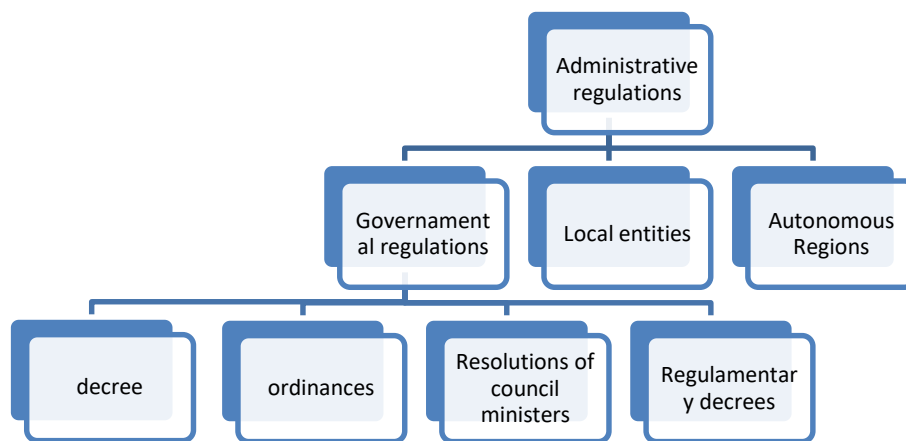 Administrative
regulations
Governament
al regulations
Local entities
Autonomous
Regions
decree
ordinances
Resolutions of
council
ministers
Regulamentar
y decrees